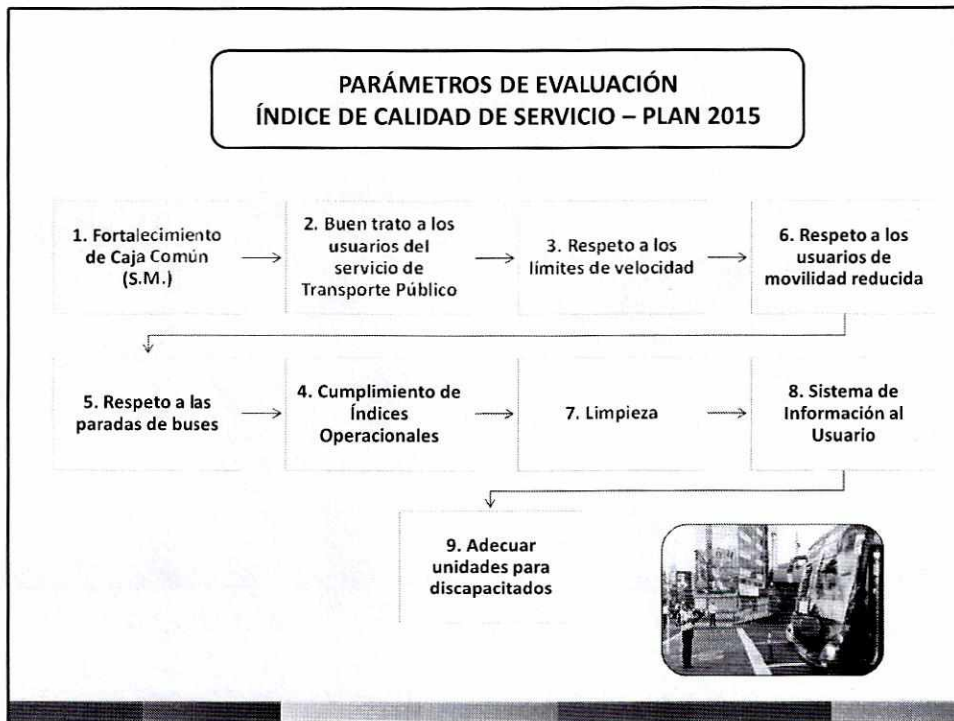 PARÁMETROS DE EVALUACIÓN
ÍNDICE DE CALIDAD DE SERVICIO – PLAN 2015
1. Fortalecimiento
de Caja Común
(S.M.)
2. Buen trato a los
usuarios del
servicio de
Transporte Público
3. Respeto a los
límites de velocidad
6. Respeto a los
usuarios de
movilidad reducida
5. Respeto a las
paradas de buses
4. Cumplimiento de
Índices
Operacionales
7. Limpieza
8. Sistema de
Información al
Usuario
9. Adecuar
unidades para
discapacitados